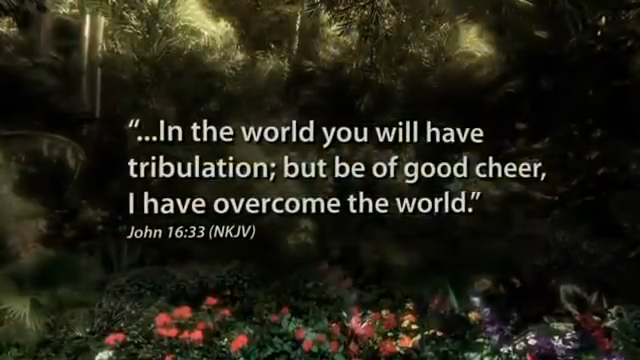 “...In the world you will have
tribulation; but be of good cheer,
I have overcome the world.”
John 16:33 (NKJV)